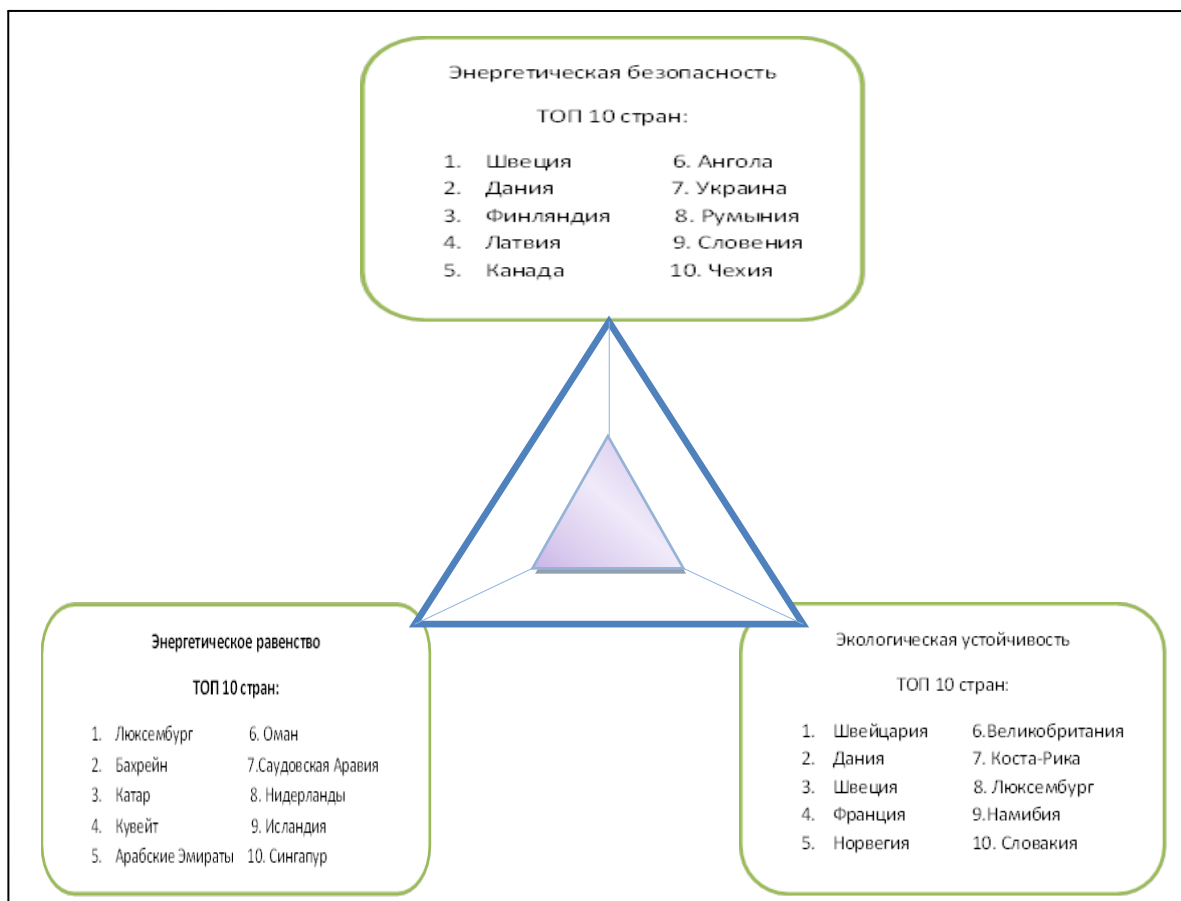 Энергетическая безопасность
ТОП 10 стран:
1. Швеция 6. Ангола
2. Дания 7. Украина
3. Финляндия 8. Румыния
4. Латвия 9. Словения
5. Канада 10. Чехия
Энергетическое равенство
ТОП 10 стран:
1. Люксембург 6. Оман
2. Бахрейн 7.Саудовская Аравия
3. Катар 8. Нидерланды
4. Кувейт 9. Исландия
5. Арабские Эмираты 10. Сингапур
Экологическая устойчивость
ТОП 10 стран:
1. Швейцария 6.Великобритания
2. Дания 7. Коста-Рика
3. Швеция 8. Люксембург
4. Франция 9.Намибия
5. Норвегия 10. Словакия